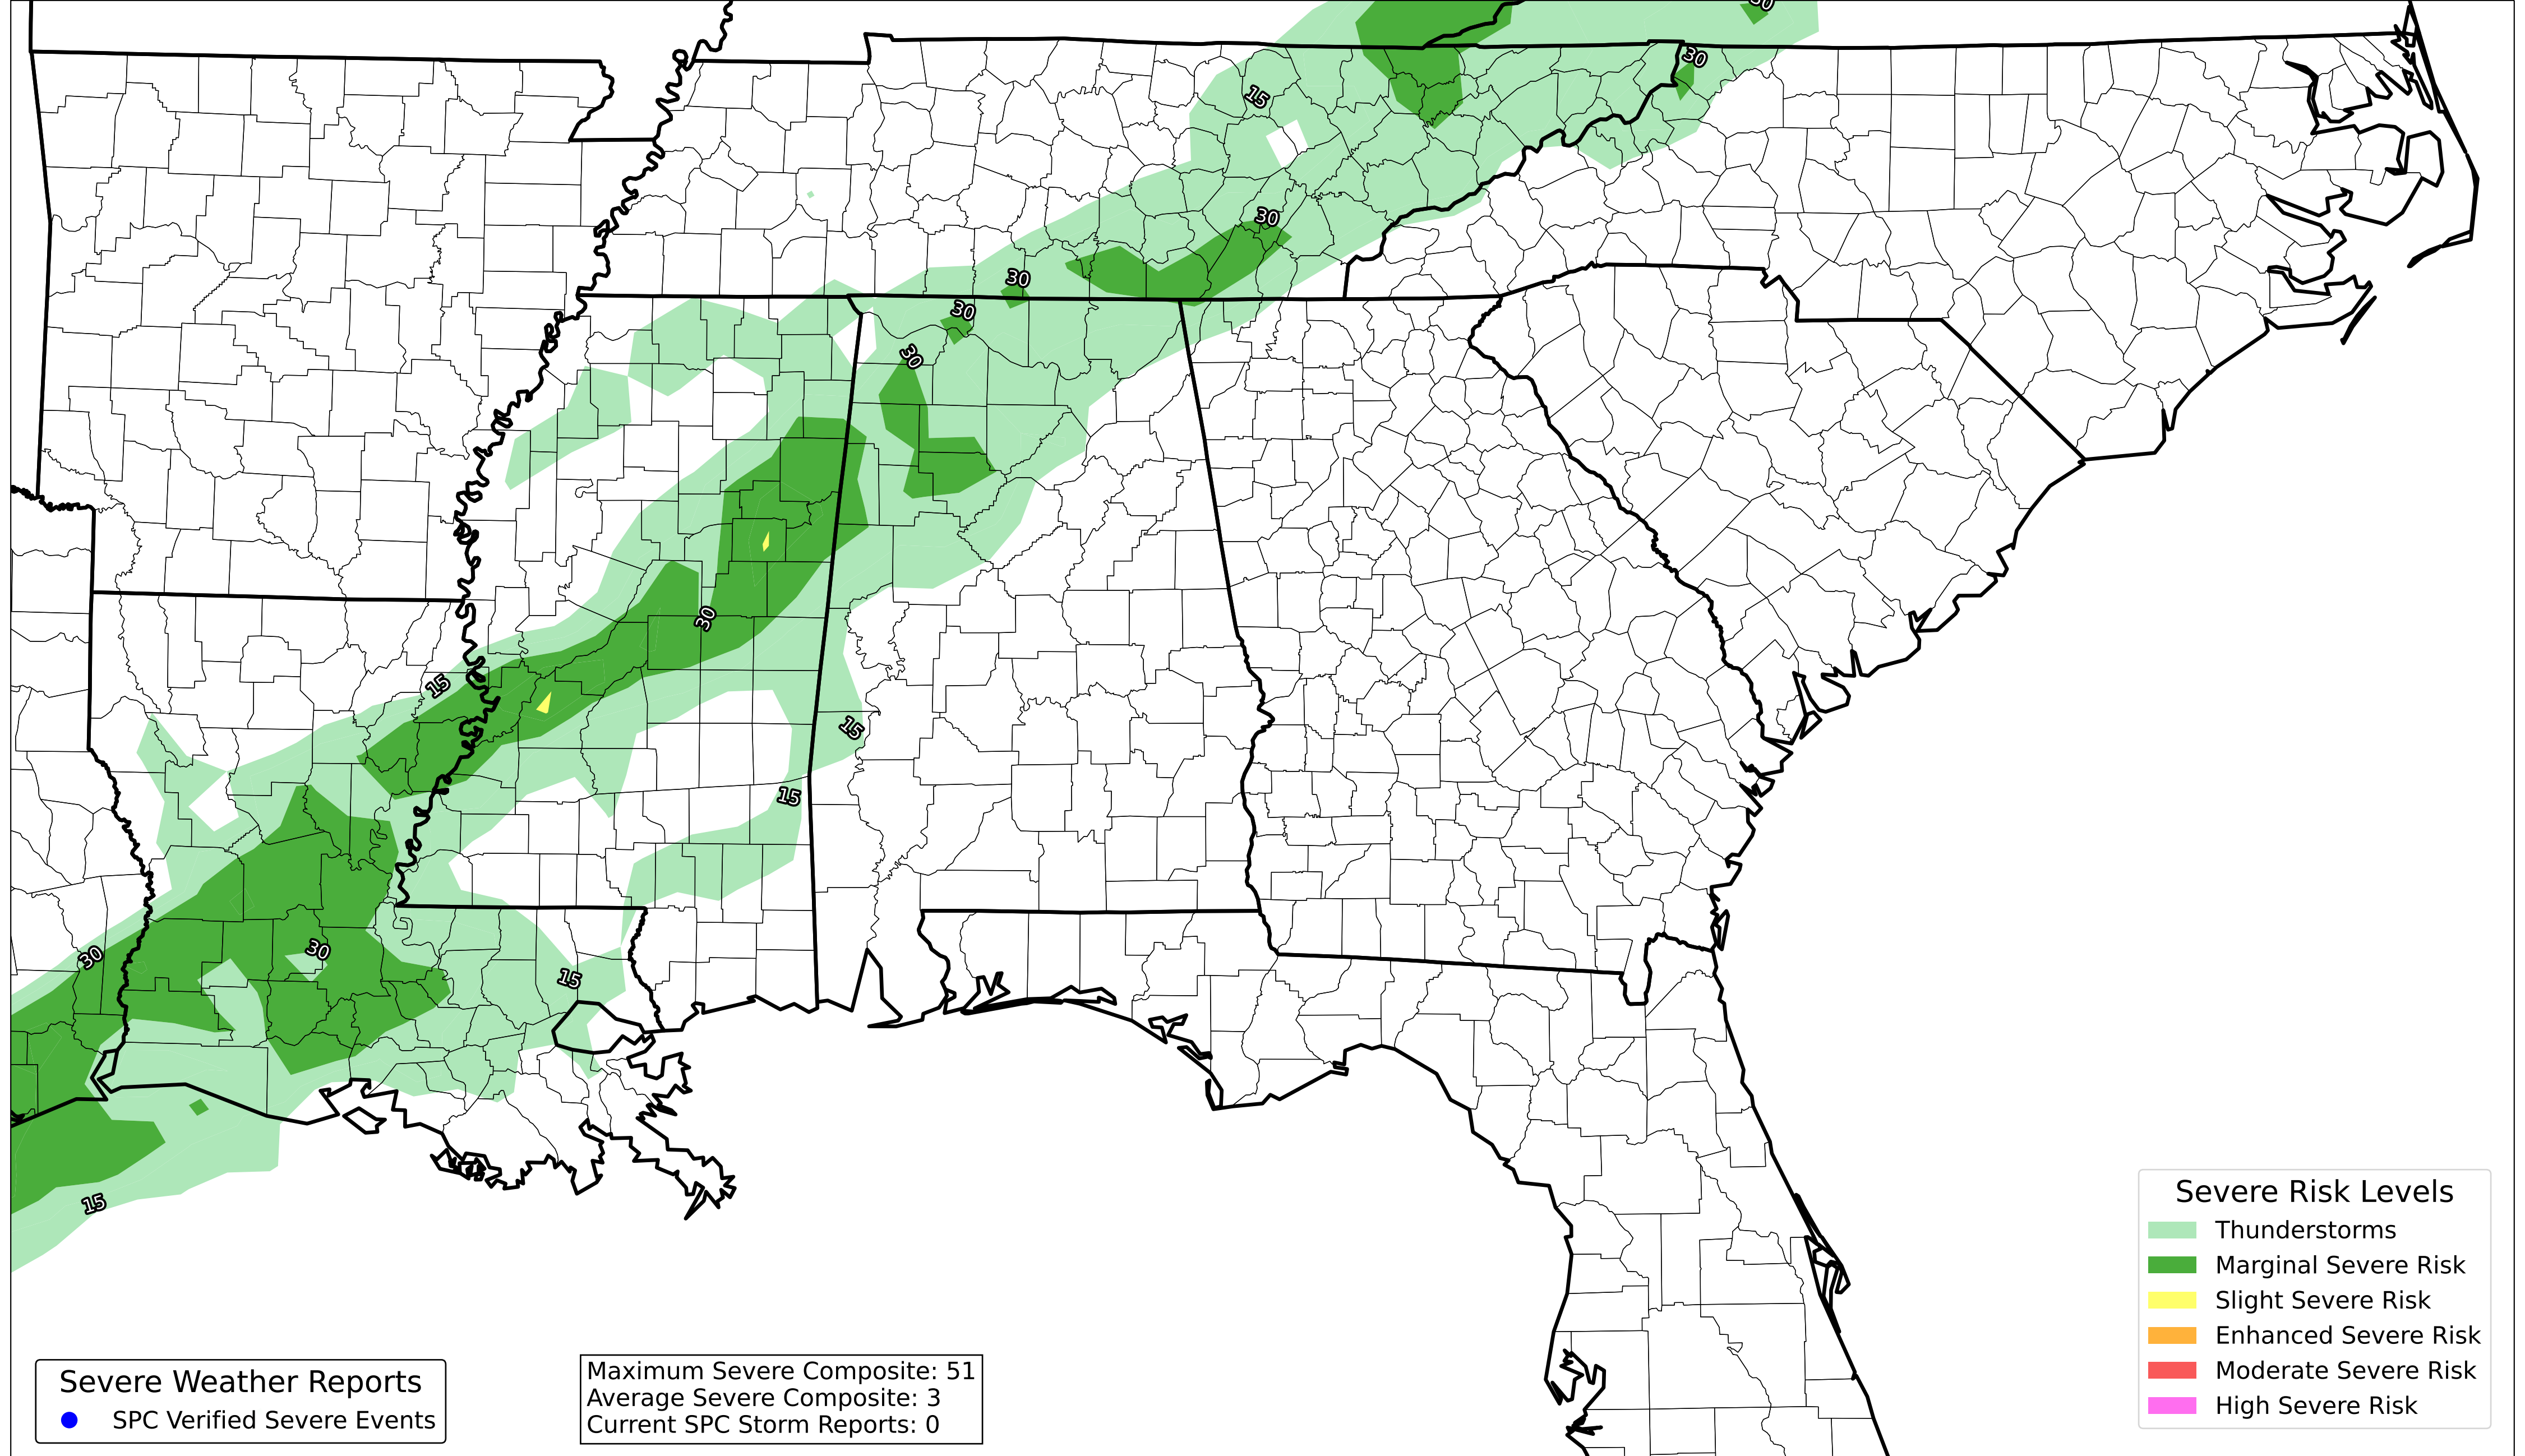 30
30
15
30
30
30
30
30
15
15
15
30
30
15
15
Severe Risk Levels
Thunderstorms
Marginal Severe Risk
Slight Severe Risk
Enhanced Severe Risk
Moderate Severe Risk
High Severe Risk
Severe Weather Reports
SPC Verified Severe Events
Maximum Severe Composite: 51
Average Severe Composite: 3
Current SPC Storm Reports: 0